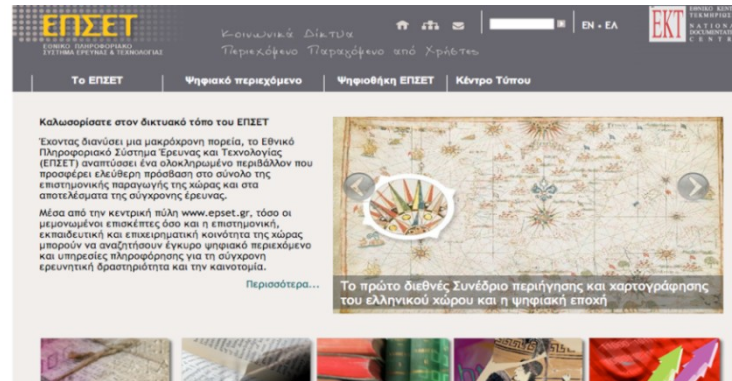 ΕΠΣΕΤ
ΕΘΝΙΚΟ ΠΛΗΡΟΦΟΡΙΑΚΟ
ΣΥΣΤΗΜΑ ΕΡΕΥΝΑΣ & ΤΕΧΝΟΛΟΓΙΑΣ
Κοινωνικά Δίκτυα
Περιεχόμενο Παραγόμενο από Χρήστες
EN • ΕΛ
ΕΚΤ
ΕΘΝΙΚΟ ΚΕΝΤ
ΤΕΚΜΗΡΙΩΣ
NATIONA
DOCUMENTATI
CENTR
Το ΕΠΣΕΤ
Ψηφιακό περιεχόμενο
Ψηφιοθήκη ΕΠΣΕΤ
Κέντρο Τύπου
Καλωσορίσατε στον δικτυακό τόπο του ΕΠΣΕΤ
Έχοντας διανύσει μια μακρόχρονη πορεία, το Εθνικό
Πληροφοριακό Σύστημα Έρευνας και Τεχνολογίας
(ΕΠΣΕΤ) αναπτύσσει ένα ολοκληρωμένο περιβάλλον που
προσφέρει ελεύθερη πρόσβαση στο σύνολο της
επιστημονικής παραγωγής της χώρας και στα
αποτελέσματα της σύγχρονης έρευνας.
Μέσα από την κεντρική πύλη www.epset.gr, τόσο οι
μεμονωμένοι επισκέπτες όσο και η επιστημονική,
εκπαιδευτική και επιχειρηματική κοινότητα της χώρας
μπορούν να αναζητήσουν έγκυρο ψηφιακό περιεχόμενο
και υπηρεσίες πληροφόρησης για τη σύγχρονη
ερευνητική δραστηριότητα και την καινοτομία.
Περισσότερα...
Το πρώτο διεθνές Συνέδριο περιήγησης και χαρτογράφησης
του ελληνικού χώρου και η ψηφιακή εποχή